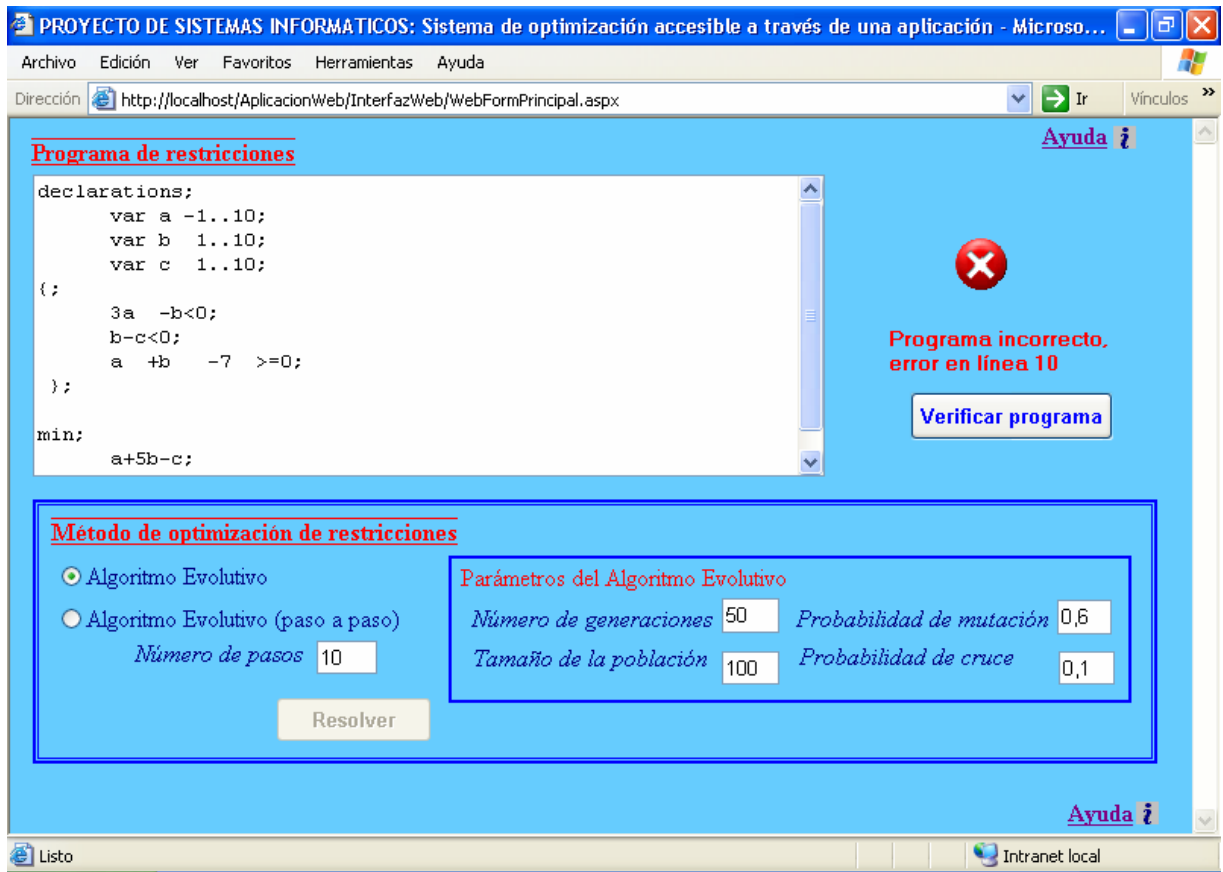 PROYECTO DE SISTEMAS INFORMATICOS: Sistema de optimización accesible a través de una aplicación - Microso...
Archivo Edición Ver Favoritos Herramientas Ayuda
Dirección http://localhost/AplicacionWeb/InterfazWeb/WebFormPrincipal.aspx Ir Vínculos »
Ayuda i
Programa de restricciones
declarations;
var a -1..10;
var b 1..10;
var c 1..10;
{;
3a -b<0;
b-c<0;
a +b -7 >=0;
};
min;
a+5b-c;
Programa incorrecto,
error en línea 10
Verificar programa
Método de optimización de restricciones
Algoritmo Evolutivo
Algoritmo Evolutivo (paso a paso)
Número de pasos 10
Resolver
Parámetros del Algoritmo Evolutivo
Número de generaciones 50 Probabilidad de mutación 0,6
Tamaño de la población 100 Probabilidad de cruce 0,1
Ayuda i
Listo Intranet local